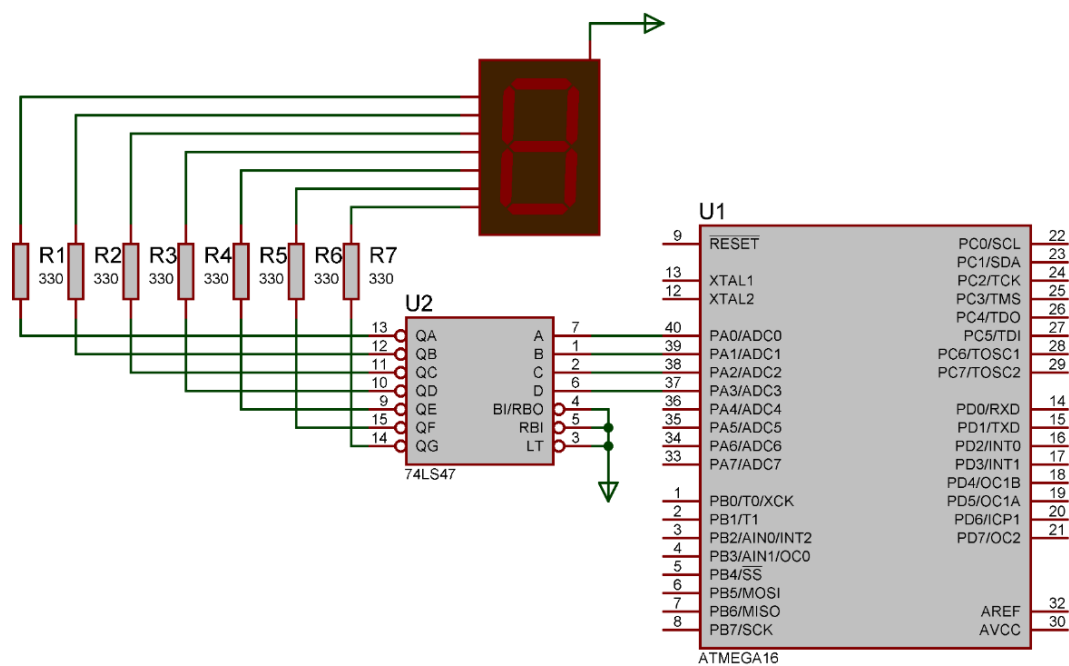 R1
330
R2
330
R3
330
R4
330
R5
330
R6
330
R7
330
U2
13 QA A 7
12 QB B 1
11 QC C 2
10 QD D 6
9 QE BI/RBO 4
15 QF RBI 5
14 QG LT 3
74LS47
U1
9 RESET PC0/SCL 22
PC1/SDA 23
13 XTAL1 PC2/TCK 24
12 XTAL2 PC3/TMS 25
PC4/TDO 26
40 PA0/ADC0 PC5/TDI 27
39 PA1/ADC1 PC6/TOSC1 28
38 PA2/ADC2 PC7/TOSC2 29
37 PA3/ADC3
36 PA4/ADC4 PD0/RXD 14
35 PA5/ADC5 PD1/TXD 15
34 PA6/ADC6 PD2/INT0 16
33 PA7/ADC7 PD3/INT1 17
PD4/OC1B 18
1 PB0/T0/XCK PD5/OC1A 19
2 PB1/T1 PD6/ICP1 20
3 PB2/AIN0/INT2 PD7/OC2 21
4 PB3/AIN1/OC0
5 PB4/SS
6 PB5/MOSI
7 PB6/MISO AREF 32
8 PB7/SCK AVCC 30
ATMEGA16